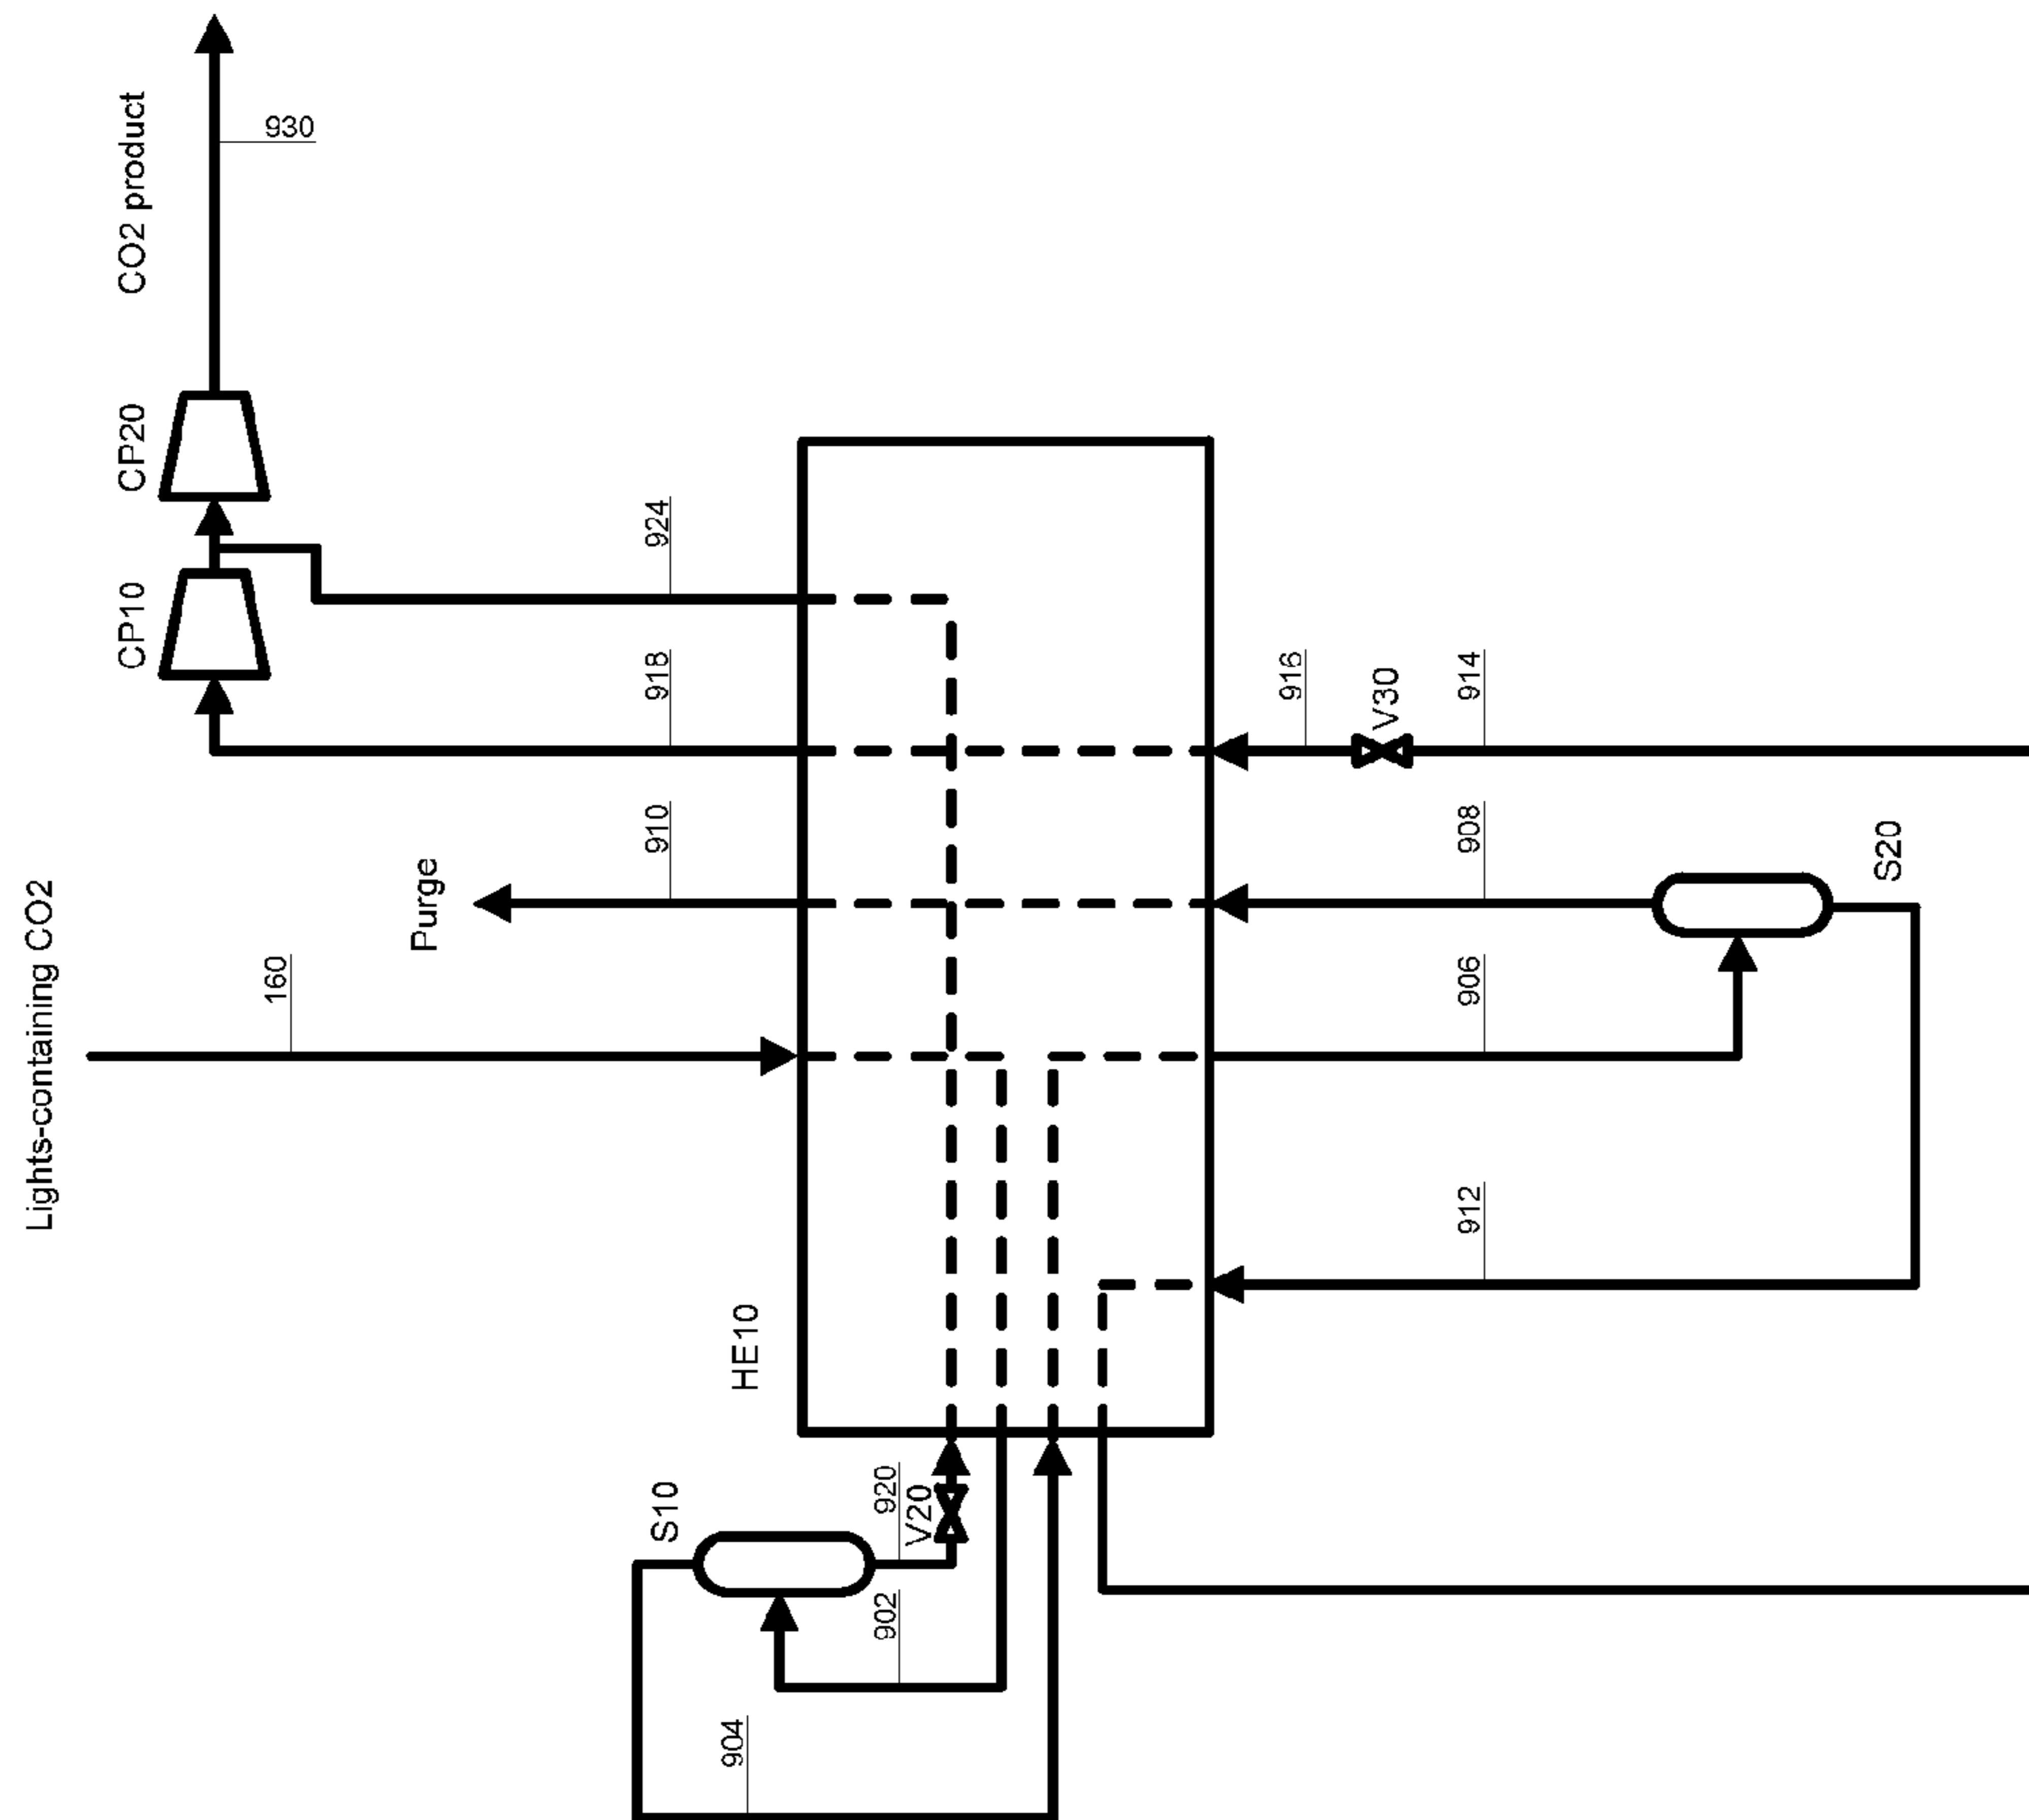 CO2 product
930
CP20
CP10
924
918
916
V30
914
Lights-containing CO2
160
Purge
910
908
S20
906
912
HE10
S10
920
V20
902
904